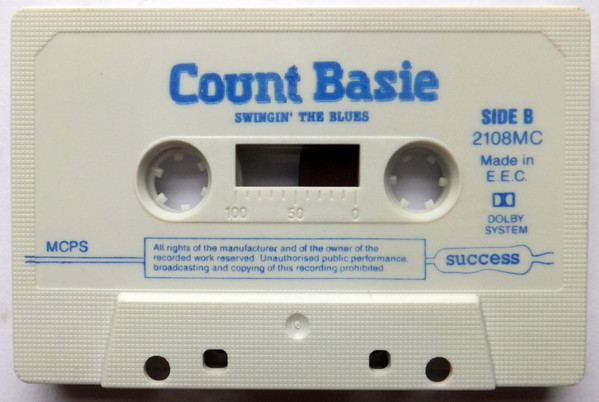 Count Basie
SWINGIN' THE BLUES
SIDE B
2108MC
Made in
E.E.C.
DOLBY
SYSTEM
100 50 0
MCPS
All rights of the manufacturer and of the owner of the
recorded work reserved. Unauthorised public performance,
broadcasting and copying of this recording prohibited
success